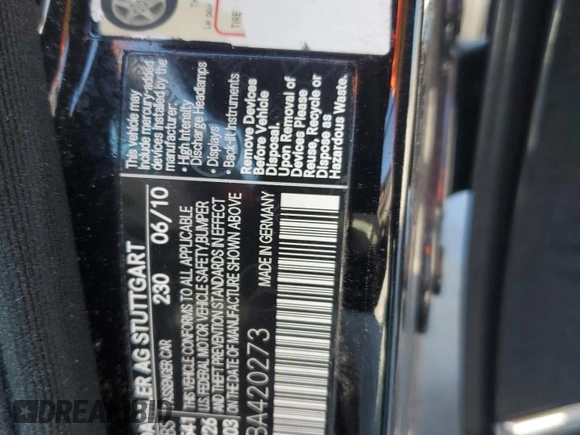 TIRE
This vehicle may
include mercury-added
devices installed by the
manufacturer:
• High Intensity
Discharge Headlamps
• Displays
• Back-lit Instruments
Remove Devices
Before Vehicle
Disposal.
Upon Removal of
Devices Please
Reuse, Recycle or
Dispose as
Hazardous Waste.
ER AG STUTTGART
230 06/10
PASSENGER CAR
THIS VEHICLE CONFORMS TO ALL APPLICABLE
U.S. FEDERAL MOTOR VEHICLE SAFETY, BUMPER
AND THEFT PREVENTION STANDARDS IN EFFECT
ON THE DATE OF MANUFACTURE SHOWN ABOVE
MADE IN GERMANY
BA420273
DREAMBID